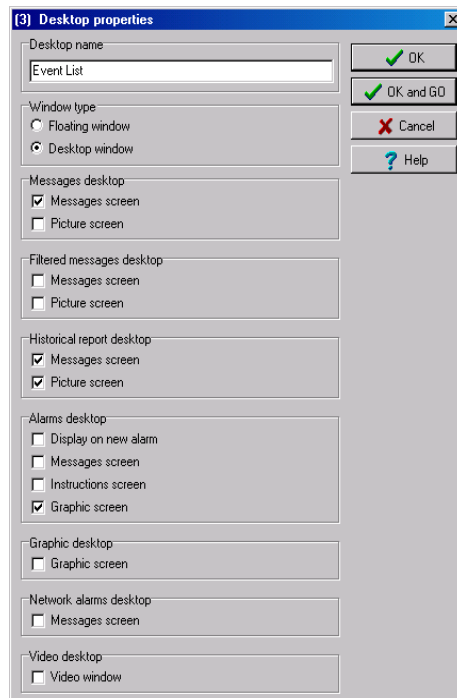 (3) Desktop properties
Desktop name
Event List
Window type
Floating window
Desktop window
Messages desktop
Messages screen
Picture screen
Filtered messages desktop
Messages screen
Picture screen
Historical report desktop
Messages screen
Picture screen
Alarms desktop
Display on new alarm
Messages screen
Instructions screen
Graphic screen
Graphic desktop
Graphic screen
Network alarms desktop
Messages screen
Video desktop
Video window
OK
OK and GO
Cancel
Help